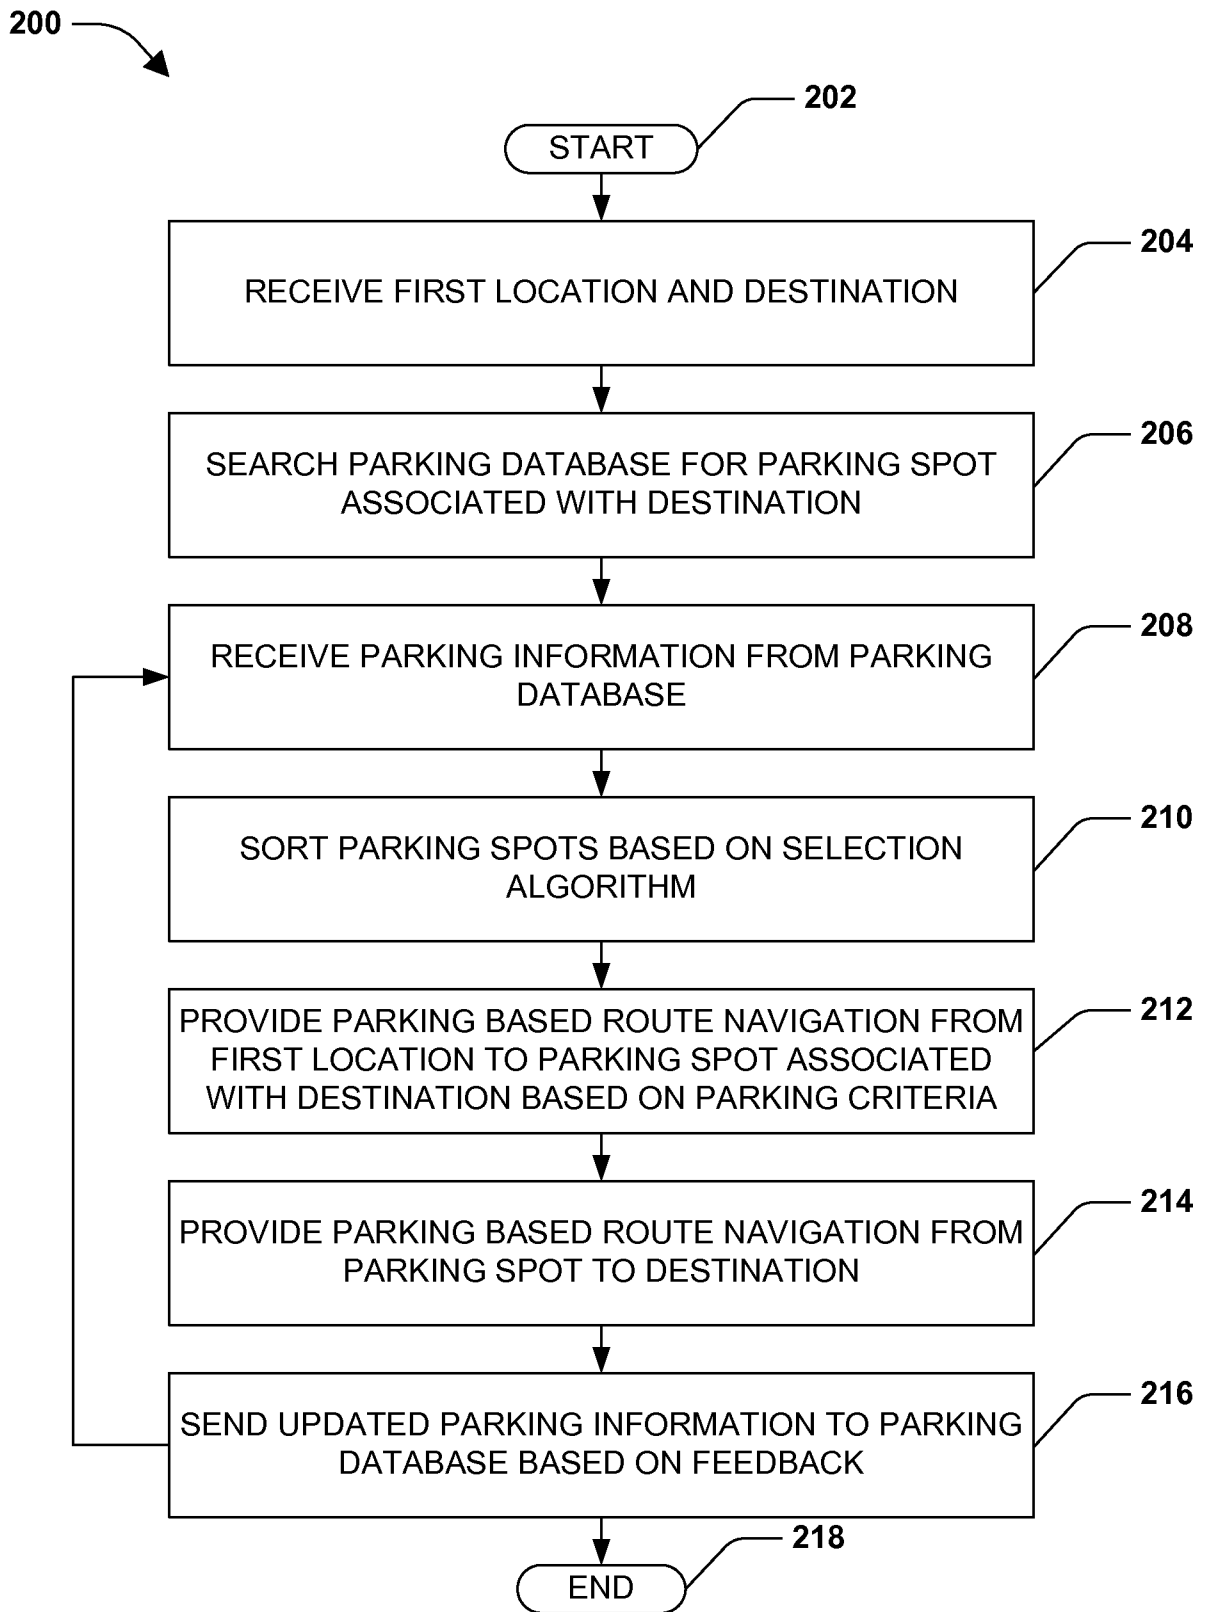 200
202
START
204
RECEIVE FIRST LOCATION AND DESTINATION
206
SEARCH PARKING DATABASE FOR PARKING SPOT
ASSOCIATED WITH DESTINATION
208
RECEIVE PARKING INFORMATION FROM PARKING
DATABASE
210
SORT PARKING SPOTS BASED ON SELECTION
ALGORITHM
212
PROVIDE PARKING BASED ROUTE NAVIGATION FROM
FIRST LOCATION TO PARKING SPOT ASSOCIATED
WITH DESTINATION BASED ON PARKING CRITERIA
214
PROVIDE PARKING BASED ROUTE NAVIGATION FROM
PARKING SPOT TO DESTINATION
216
SEND UPDATED PARKING INFORMATION TO PARKING
DATABASE BASED ON FEEDBACK
218
END